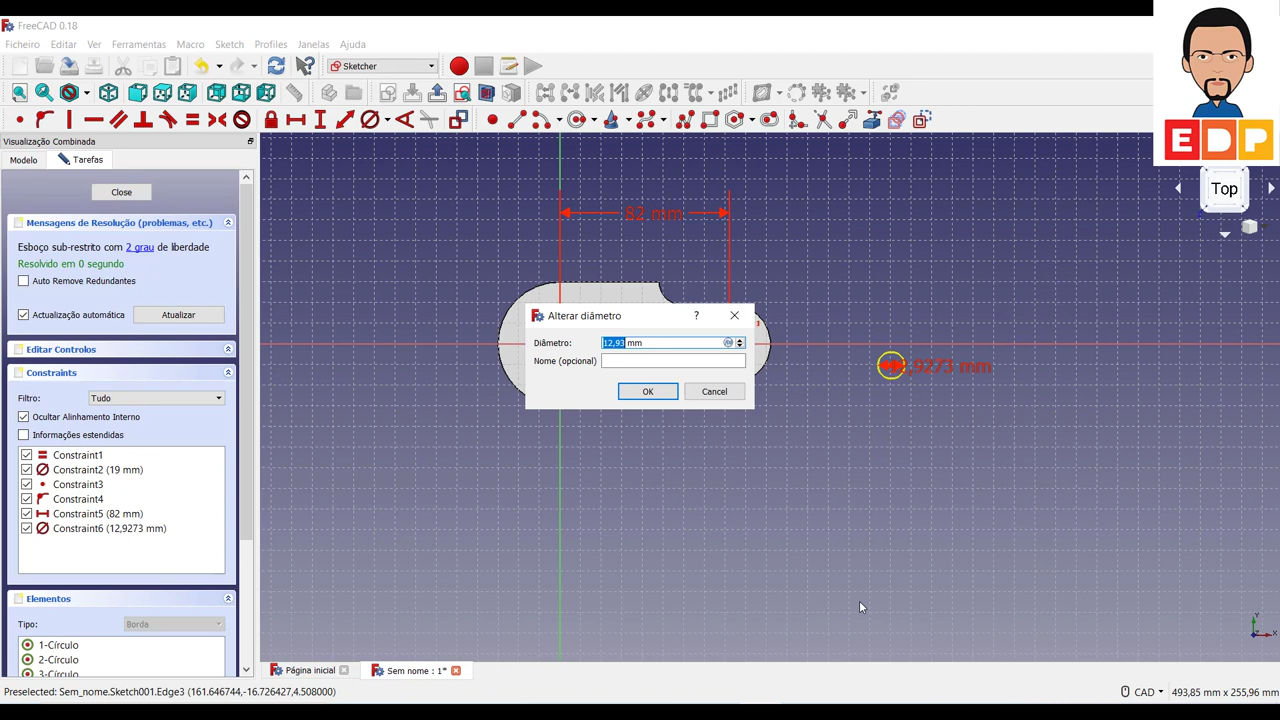 FreeCAD 0.18
Ficheiro Editar Ver Ferramentas Macro Sketch Profiles Janelas Ajuda
Sketcher
EDP
Visualização Combinada
Modelo Tarefas
Close
Mensagens de Resolução (problemas, etc.)
Esboço sub-restrito com 2 grau de liberdade
Resolvido em 0 segundo
Auto Remove Redundantes
Actualização automática Atualizar
Editar Controlos
Constraints
Filtro: Tudo
Ocultar Alinhamento Interno
Informações estendidas
Constraint1
Constraint2 (19 mm)
Constraint3
Constraint4
Constraint5 (82 mm)
Constraint6 (12,9273 mm)
Elementos
Tipo: Borda
1-Círculo
2-Círculo
3-Círculo
82 mm
Top
Alterar diâmetro ?
Diâmetro: 12,93 mm
Nome (opcional)
OK Cancel
,9273 mm
Y
Z X
Página inicial Sem nome : 1*
Preselected: Sem_nome.Sketch001.Edge3 (161.646744,-16.726427,4.508000) CAD 493,85 mm x 255,96 mm